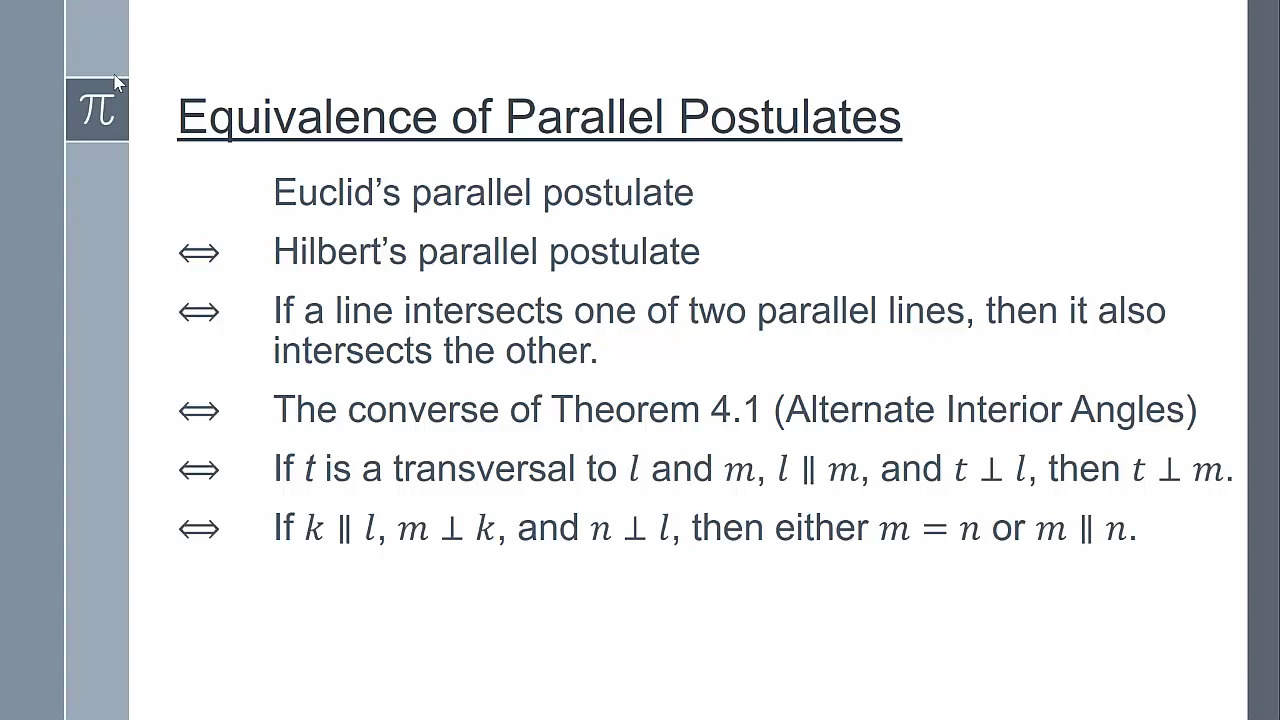 π
Equivalence of Parallel Postulates
Euclid’s parallel postulate
⟺ Hilbert’s parallel postulate
⟺ If a line intersects one of two parallel lines, then it also
intersects the other.
⟺ The converse of Theorem 4.1 (Alternate Interior Angles)
⟺ If t is a transversal to l and m, l ∥ m, and t ⊥ l, then t ⊥ m.
⟺ If k ∥ l, m ⊥ k, and n ⊥ l, then either m = n or m ∥ n.